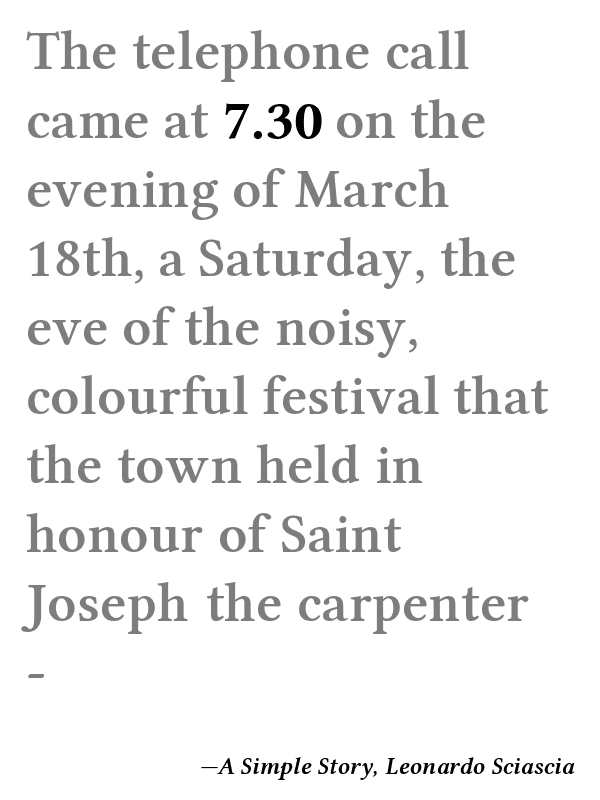 The telephone call
came at 7.30 on the
evening of March
18th, a Saturday, the
eve of the noisy,
colourful festival that
the town held in
honour of Saint
Joseph the carpenter
-
—A Simple Story, Leonardo Sciascia